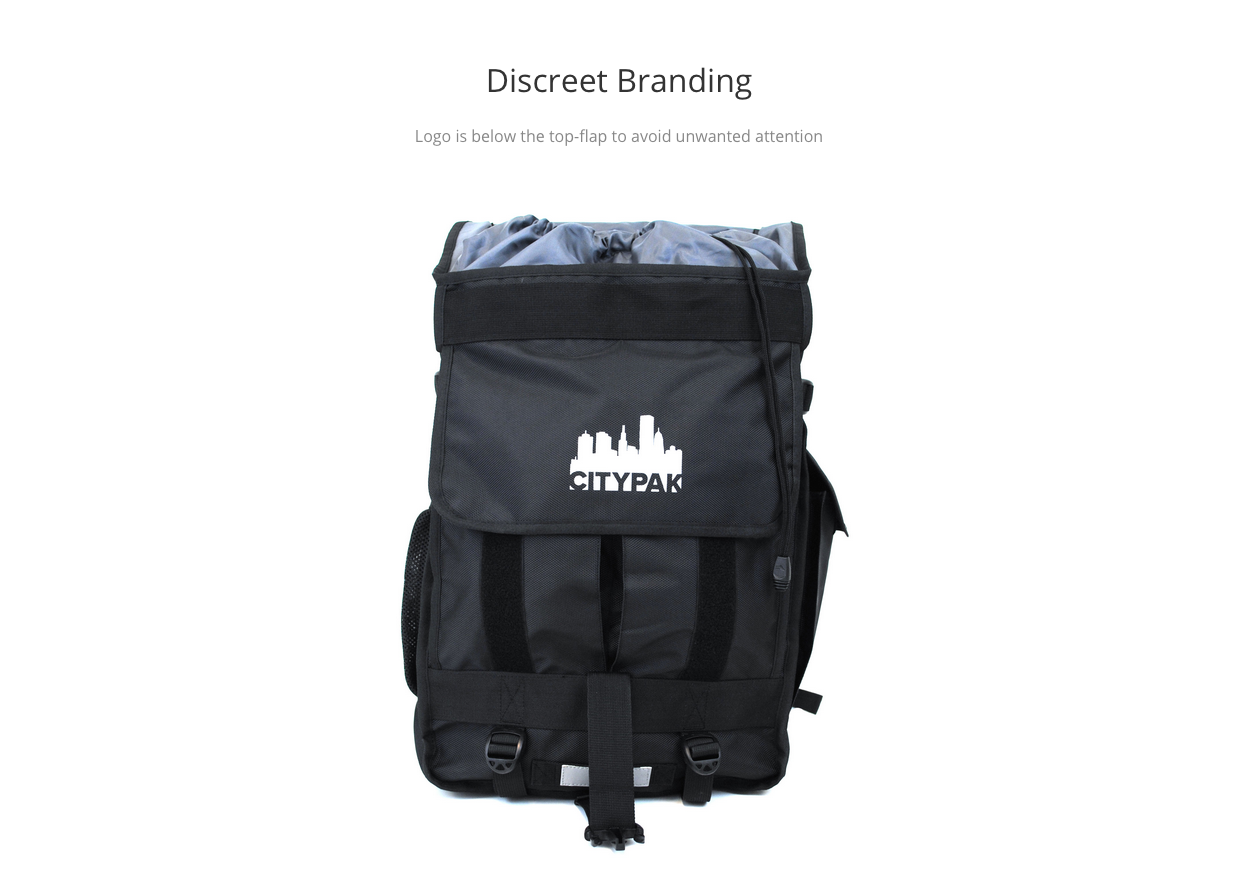 Discreet Branding
Logo is below the top-flap to avoid unwanted attention
CITYPAK